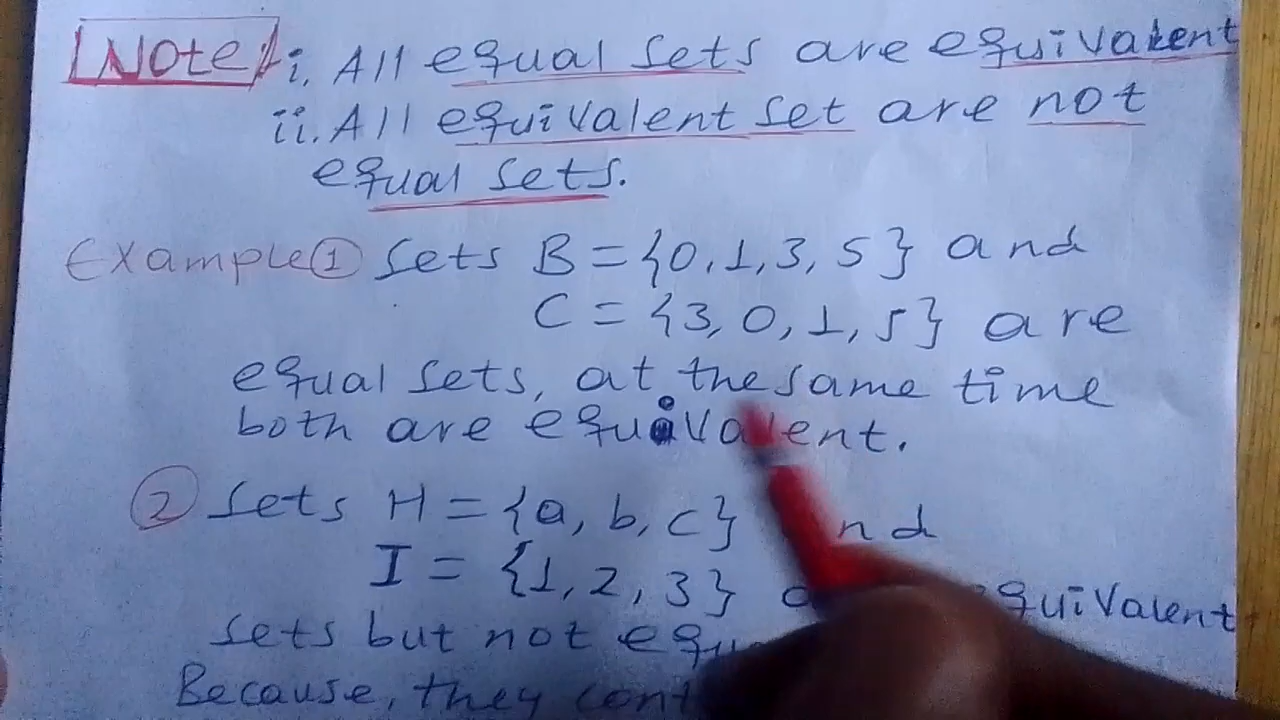 Note i. All equal sets are equivalent
ii. All equivalent set are not
equal sets.
Example ① Sets B = {0, 1, 3, 5} and
C = {3, 0, 1, 5} are
equal sets, at the same time
both are equivalent.
② Sets H = {a, b, c}
I = {1, 2, 3} equivalent
sets but not
Because, they